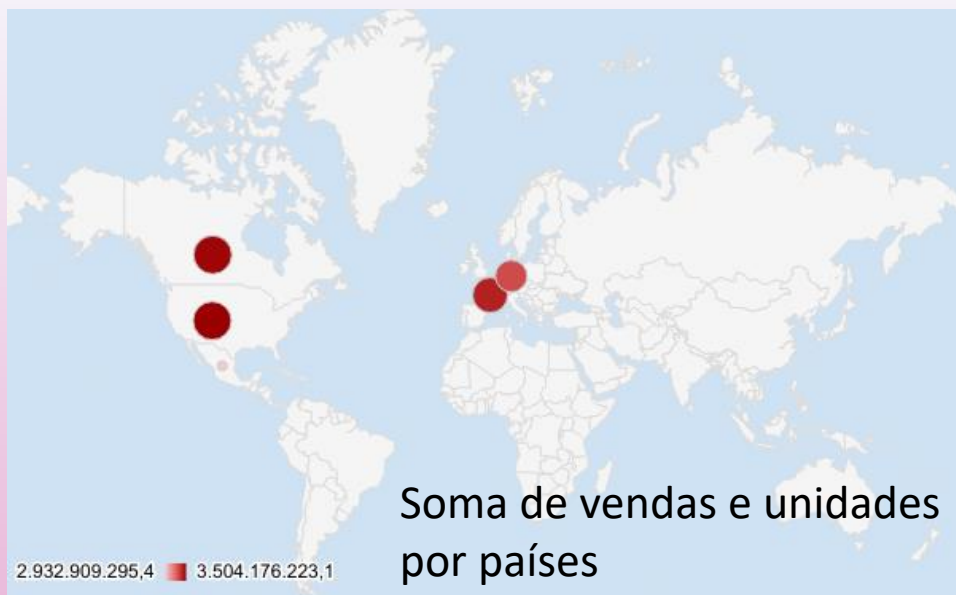 Soma de vendas e unidades
por países
2.932.909.295,4 3.504.176.223,1